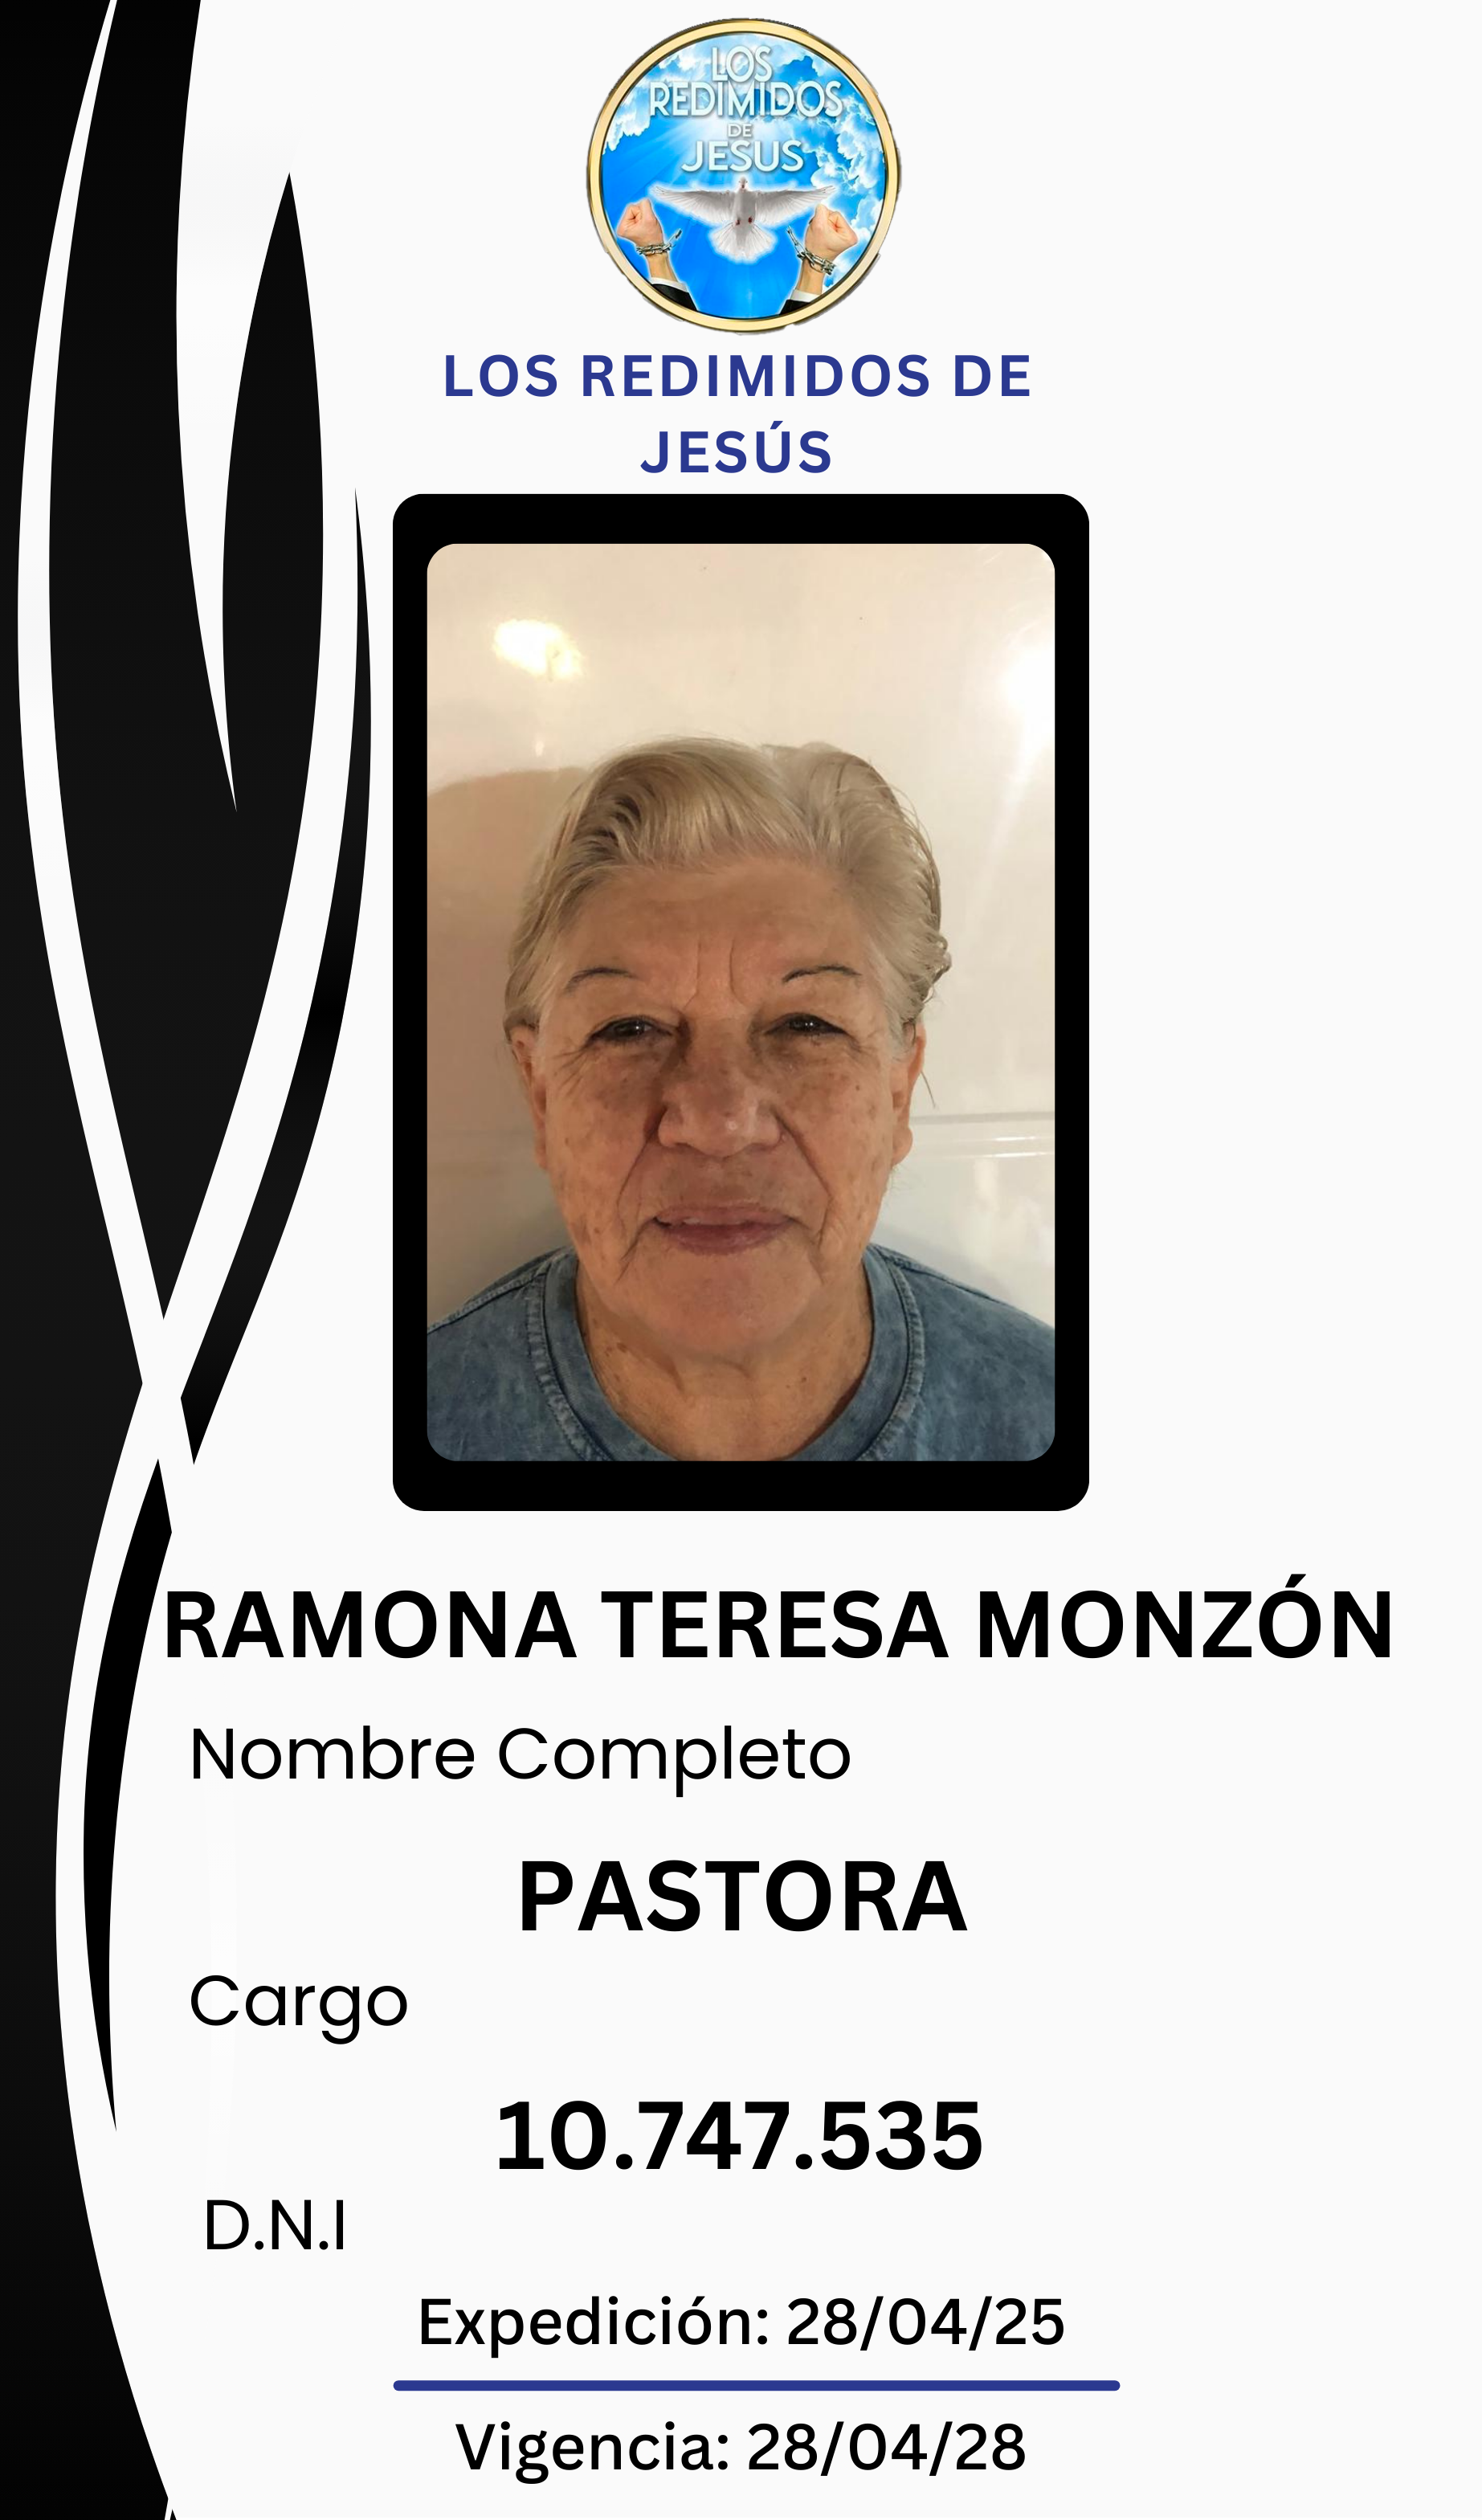 LOS
REDIMIDOS
DE
JESUS
LOS REDIMIDOS DE
JESÚS
RAMONA TERESA MONZÓN
Nombre Completo
PASTORA
Cargo
10.747.535
D.N.I
Expedición: 28/04/25
Vigencia: 28/04/28